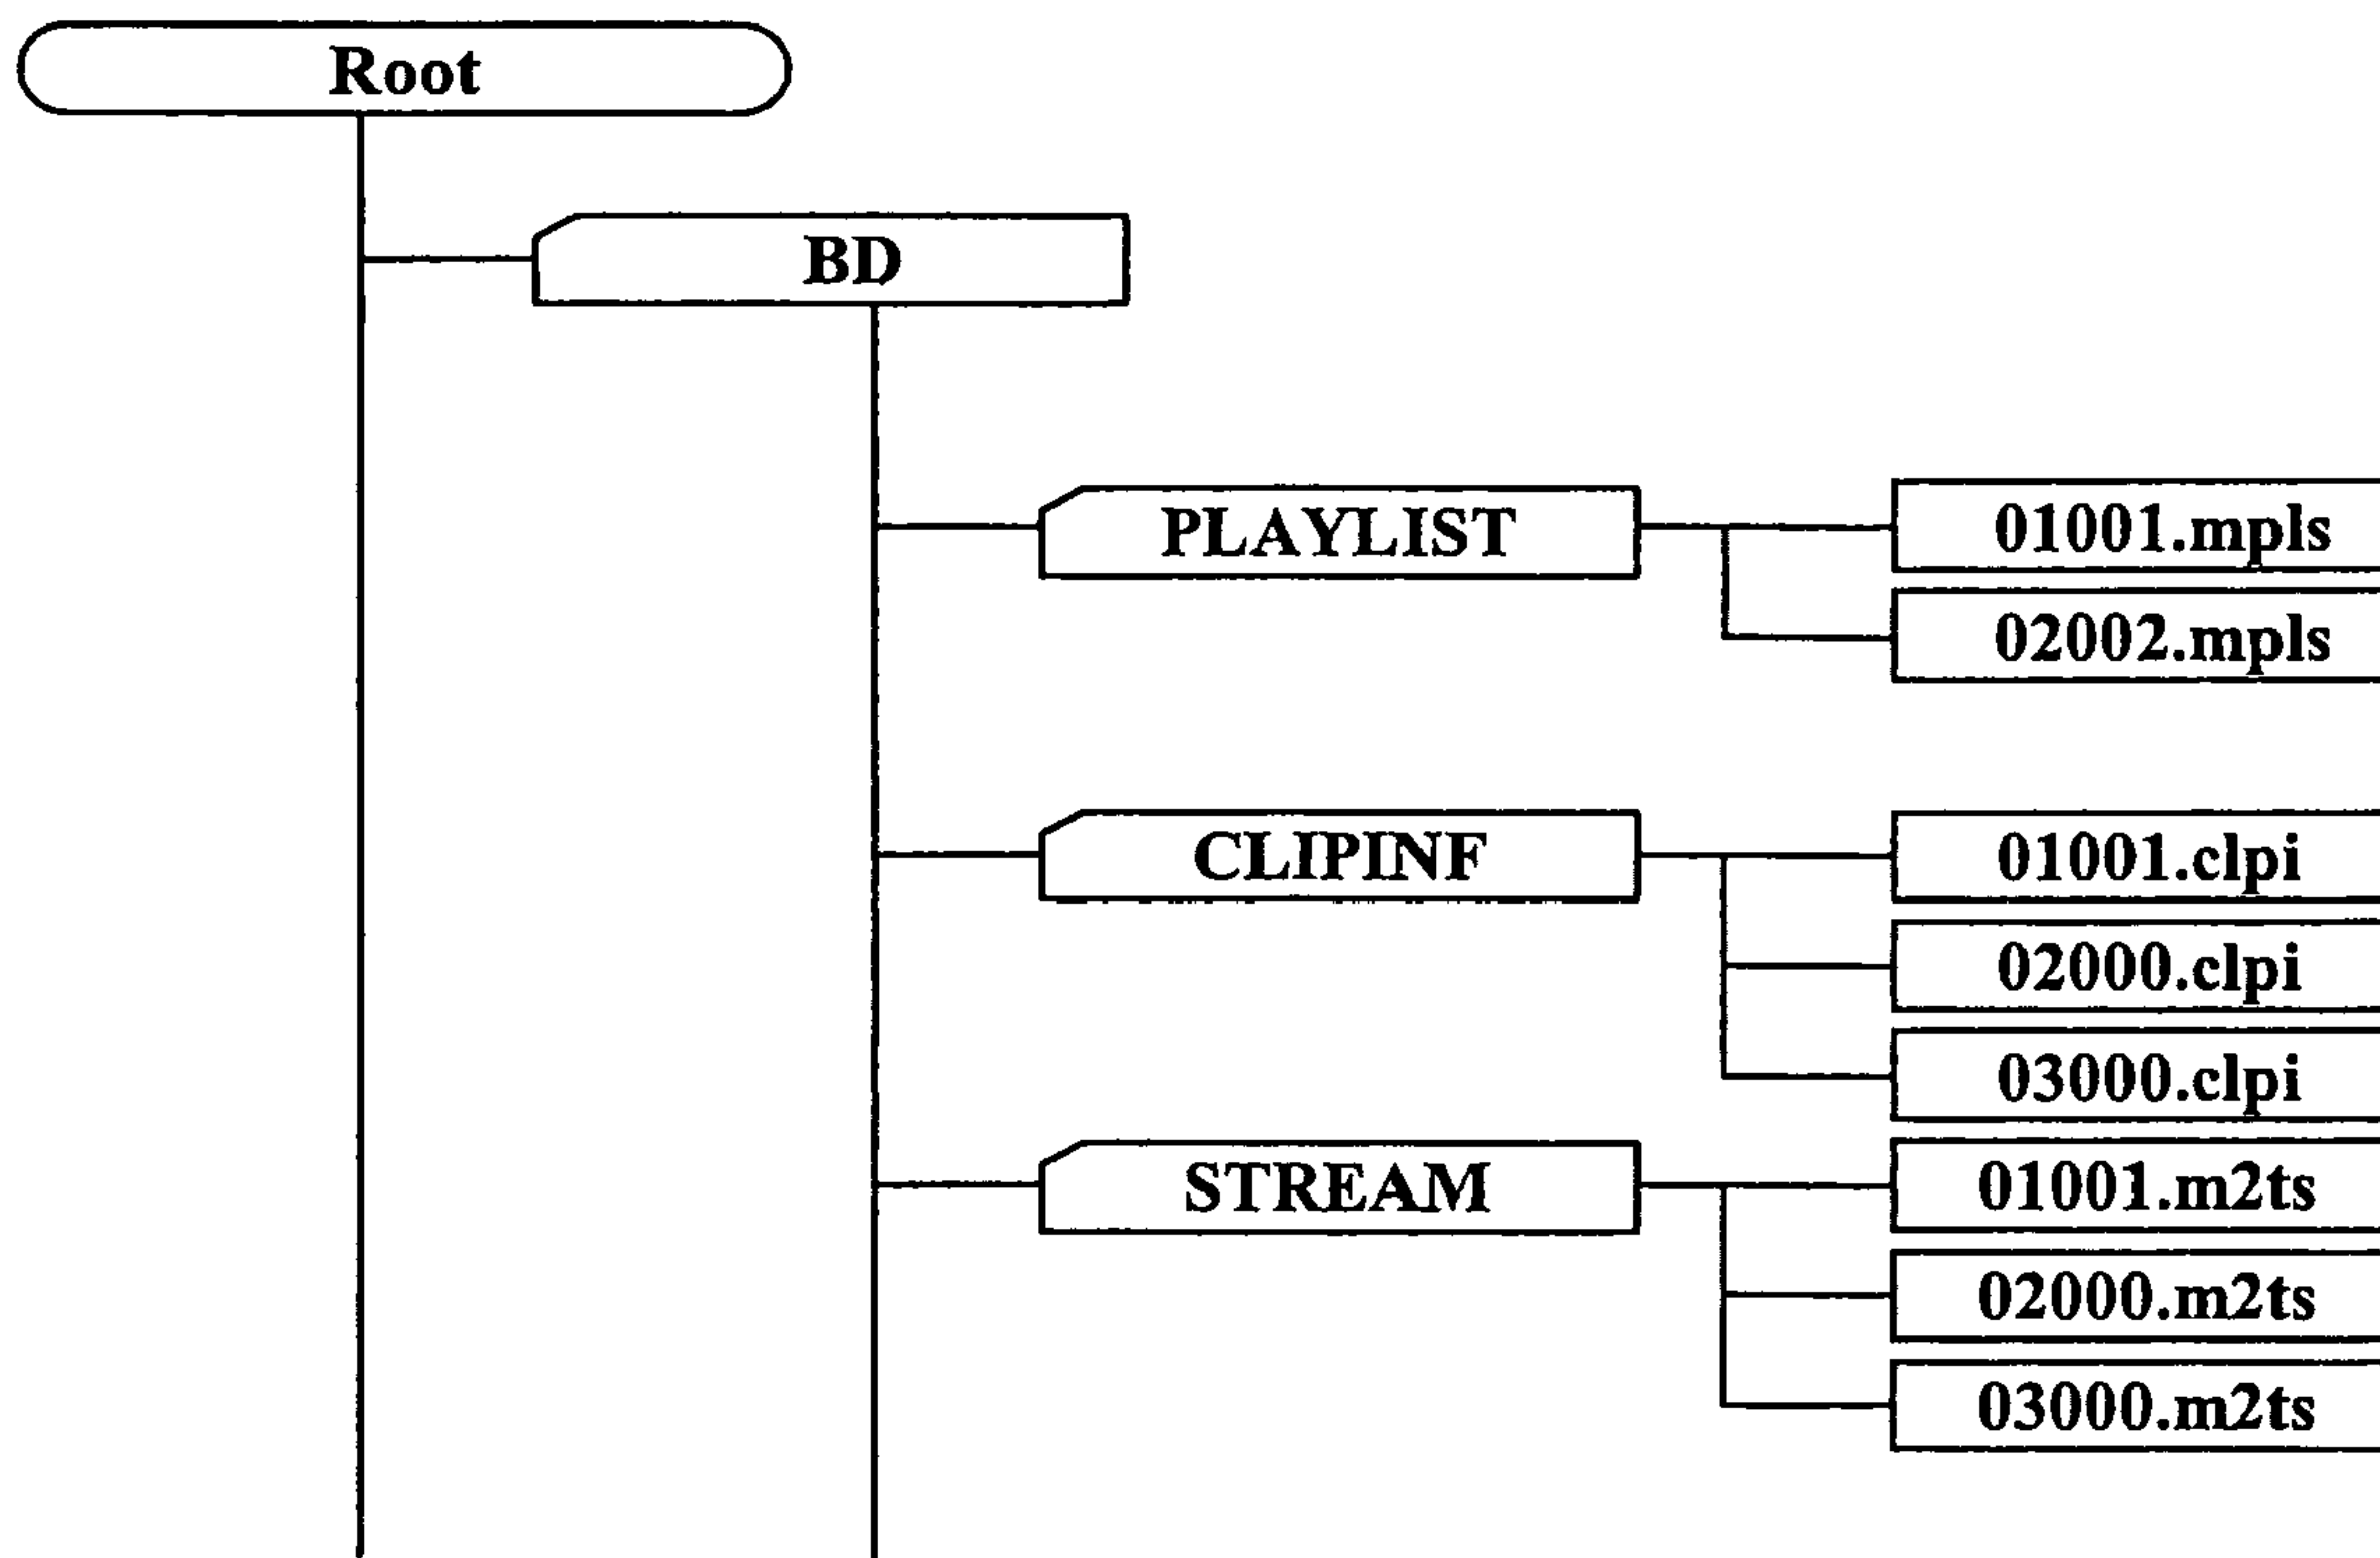 Root
BD
PLAYLIST
01001.mpls
02002.mpls
CLIPINF
01001.clpi
02000.clpi
03000.clpi
STREAM
01001.m2ts
02000.m2ts
03000.m2ts